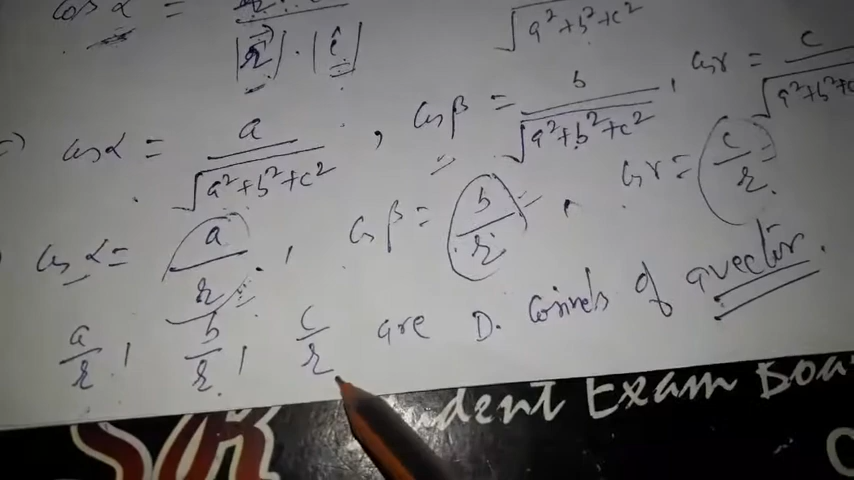 cos α =
|r⃗| · |î|
√a²+b²+c²
cos α = a/√a²+b²+c² , cos β = b/√a²+b²+c² , cos r = c/√a²+b²+c²
cos α = a/r , cos β = b/r , cos r = c/r
a/r , b/r , c/r are D. Cosines of a vector.
Student Exam Board